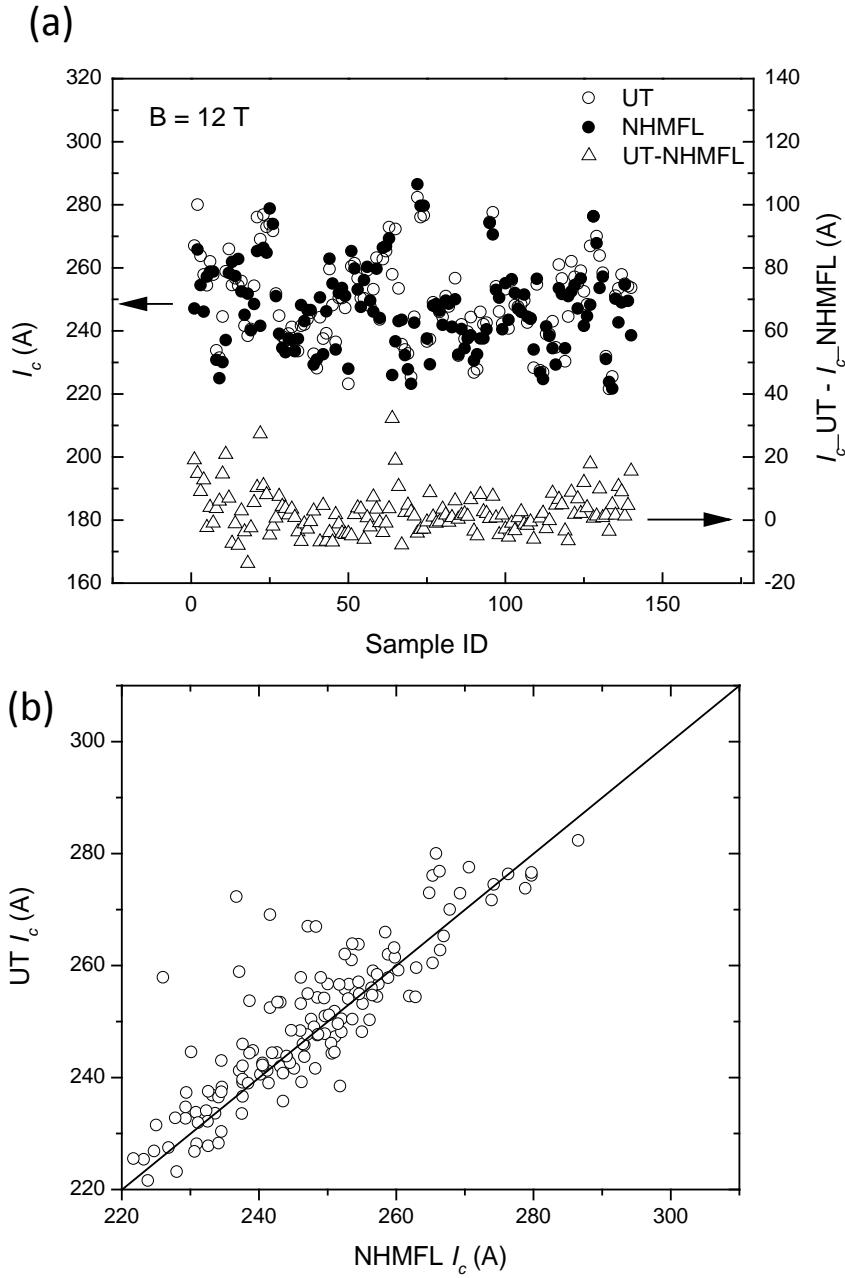 (a)
B = 12 T
UT
NHMFL
UT-NHMFL
320
300
280
260
240
220
200
180
160
I_c (A)
140
120
100
80
60
40
20
0
-20
I_c_UT - I_c_NHMFL (A)
0 50 100 150
Sample ID
(b)
300
280
260
240
220
UT I_c (A)
220 240 260 280 300
NHMFL I_c (A)